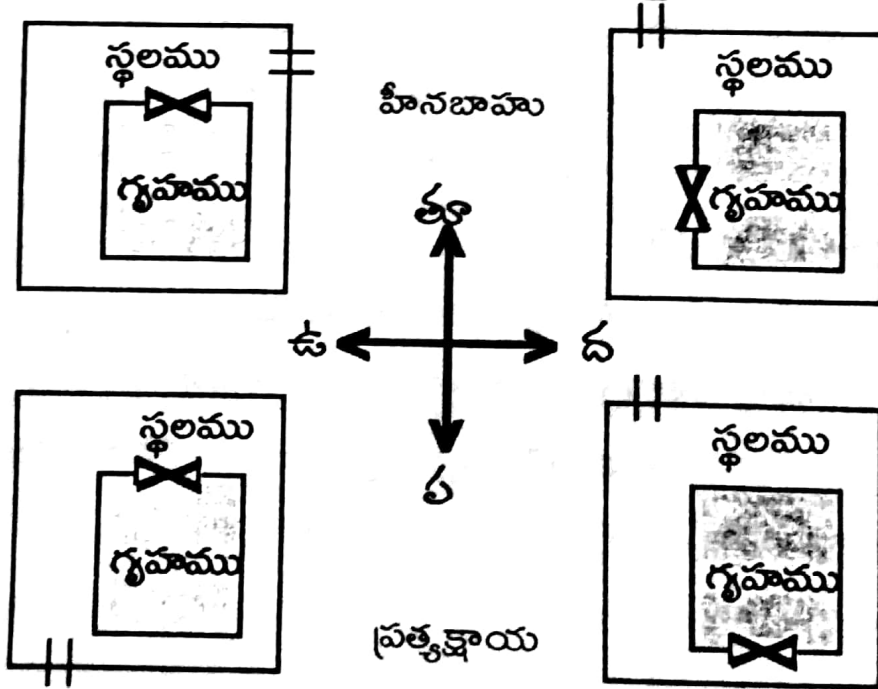 స్థలము
గృహము
హీనబాహు
స్థలము
గృహము
తూ
ఉ
ద
ప
స్థలము
గృహము
ప్రత్యక్షాయ
స్థలము
గృహము